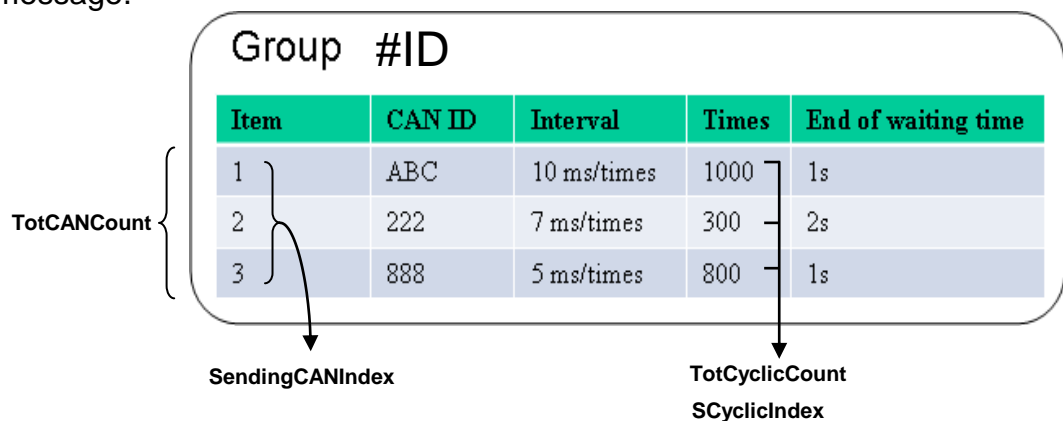 message.
Group #ID
Item CAN ID Interval Times End of waiting time
1 ABC 10 ms/times 1000 1s
TotCANCount 2 222 7 ms/times 300 2s
3 888 5 ms/times 800 1s
SendingCANIndex TotCyclicCount
SCyclicIndex